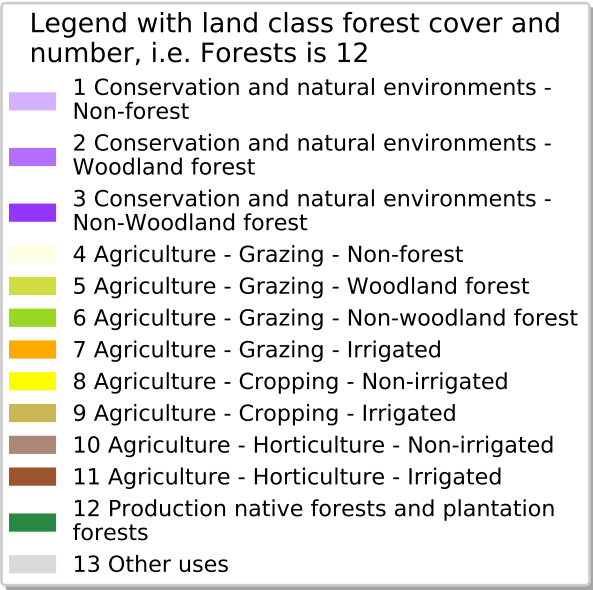 Legend with land class forest cover and
number, i.e. Forests is 12
1 Conservation and natural environments -
Non-forest
2 Conservation and natural environments -
Woodland forest
3 Conservation and natural environments -
Non-Woodland forest
4 Agriculture - Grazing - Non-forest
5 Agriculture - Grazing - Woodland forest
6 Agriculture - Grazing - Non-woodland forest
7 Agriculture - Grazing - Irrigated
8 Agriculture - Cropping - Non-irrigated
9 Agriculture - Cropping - Irrigated
10 Agriculture - Horticulture - Non-irrigated
11 Agriculture - Horticulture - Irrigated
12 Production native forests and plantation
forests
13 Other uses